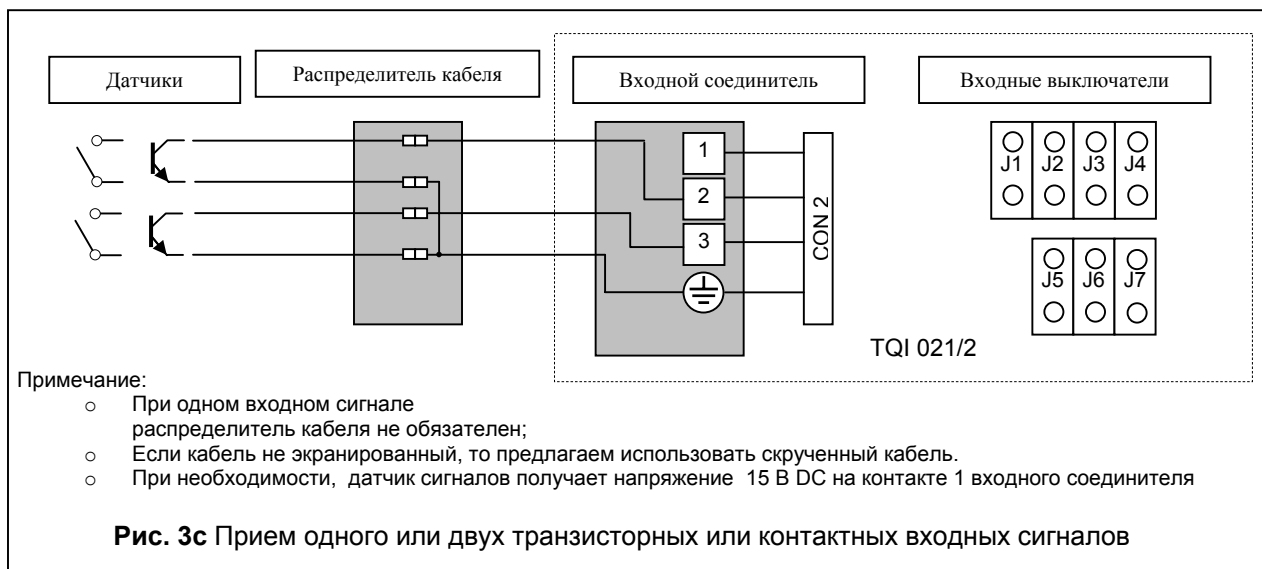 Датчики
Распределитель кабеля
Входной соединитель
Входные выключатели
1
2
3
CON 2
J1 J2 J3 J4
J5 J6 J7
TQI 021/2
Примечание:
o При одном входном сигнале
распределитель кабеля не обязателен;
o Если кабель не экранированный, то предлагаем использовать скрученный кабель.
o При необходимости, датчик сигналов получает напряжение 15 В DC на контакте 1 входного соединителя
Рис. 3с Прием одного или двух транзисторных или контактных входных сигналов